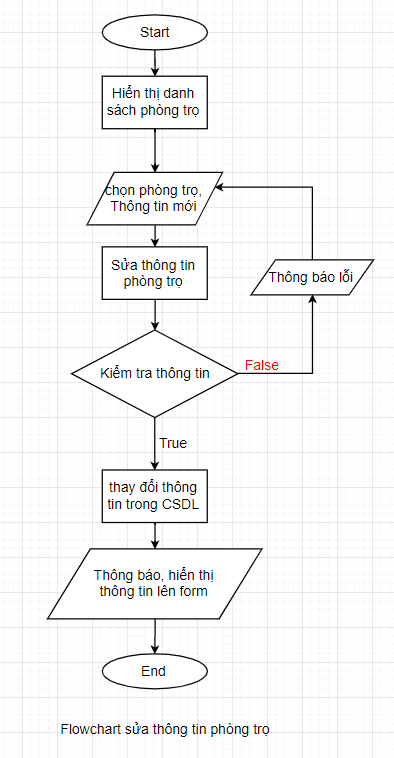 Start
Hiển thị danh
sách phòng trọ
chọn phòng trọ,
Thông tin mới
Sửa thông tin
phòng trọ
Thông báo lỗi
Kiểm tra thông tin
False
True
thay đổi thông
tin trong CSDL
Thông báo, hiển thị
thông tin lên form
End
Flowchart sửa thông tin phòng trọ